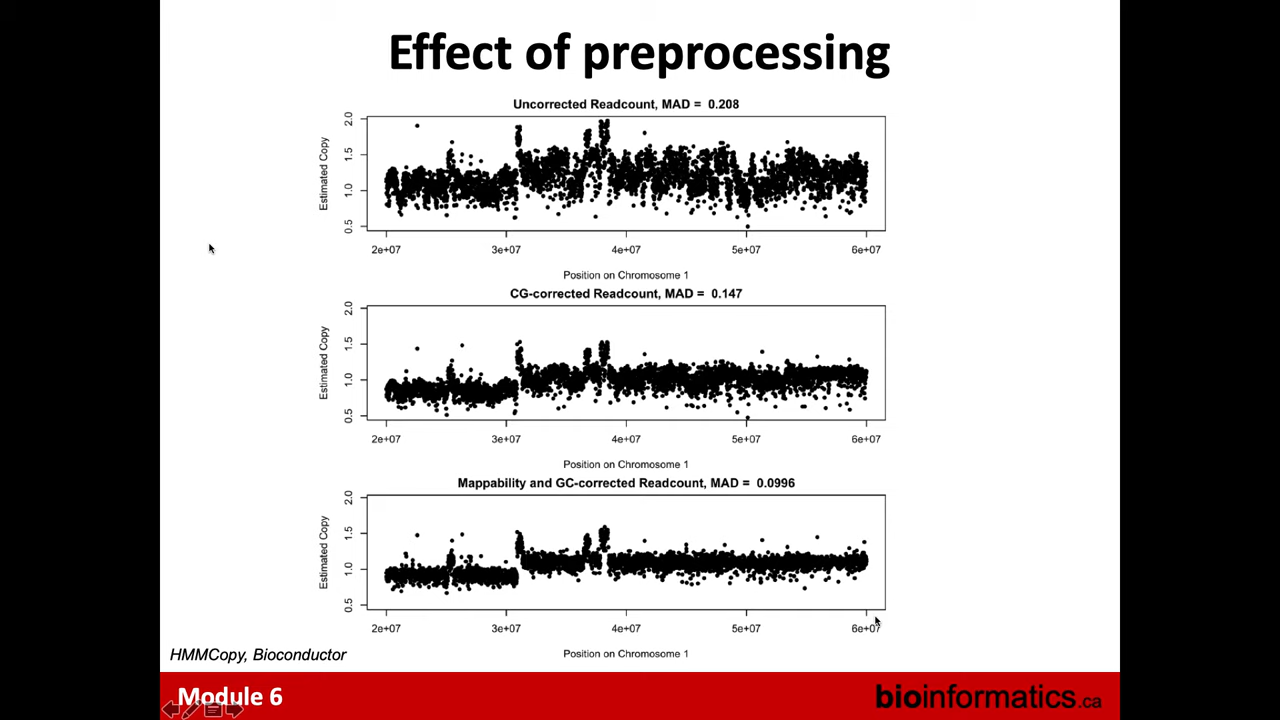 Effect of preprocessing
Uncorrected Readcount, MAD = 0.208
Estimated Copy
2.0
1.5
1.0
0.5
2e+07 3e+07 4e+07 5e+07 6e+07
Position on Chromosome 1
CG-corrected Readcount, MAD = 0.147
Estimated Copy
2.0
1.5
1.0
0.5
2e+07 3e+07 4e+07 5e+07 6e+07
Position on Chromosome 1
Mappability and GC-corrected Readcount, MAD = 0.0996
Estimated Copy
2.0
1.5
1.0
0.5
2e+07 3e+07 4e+07 5e+07 6e+07
Position on Chromosome 1
HMMCopy, Bioconductor
Module 6
bioinformatics.ca